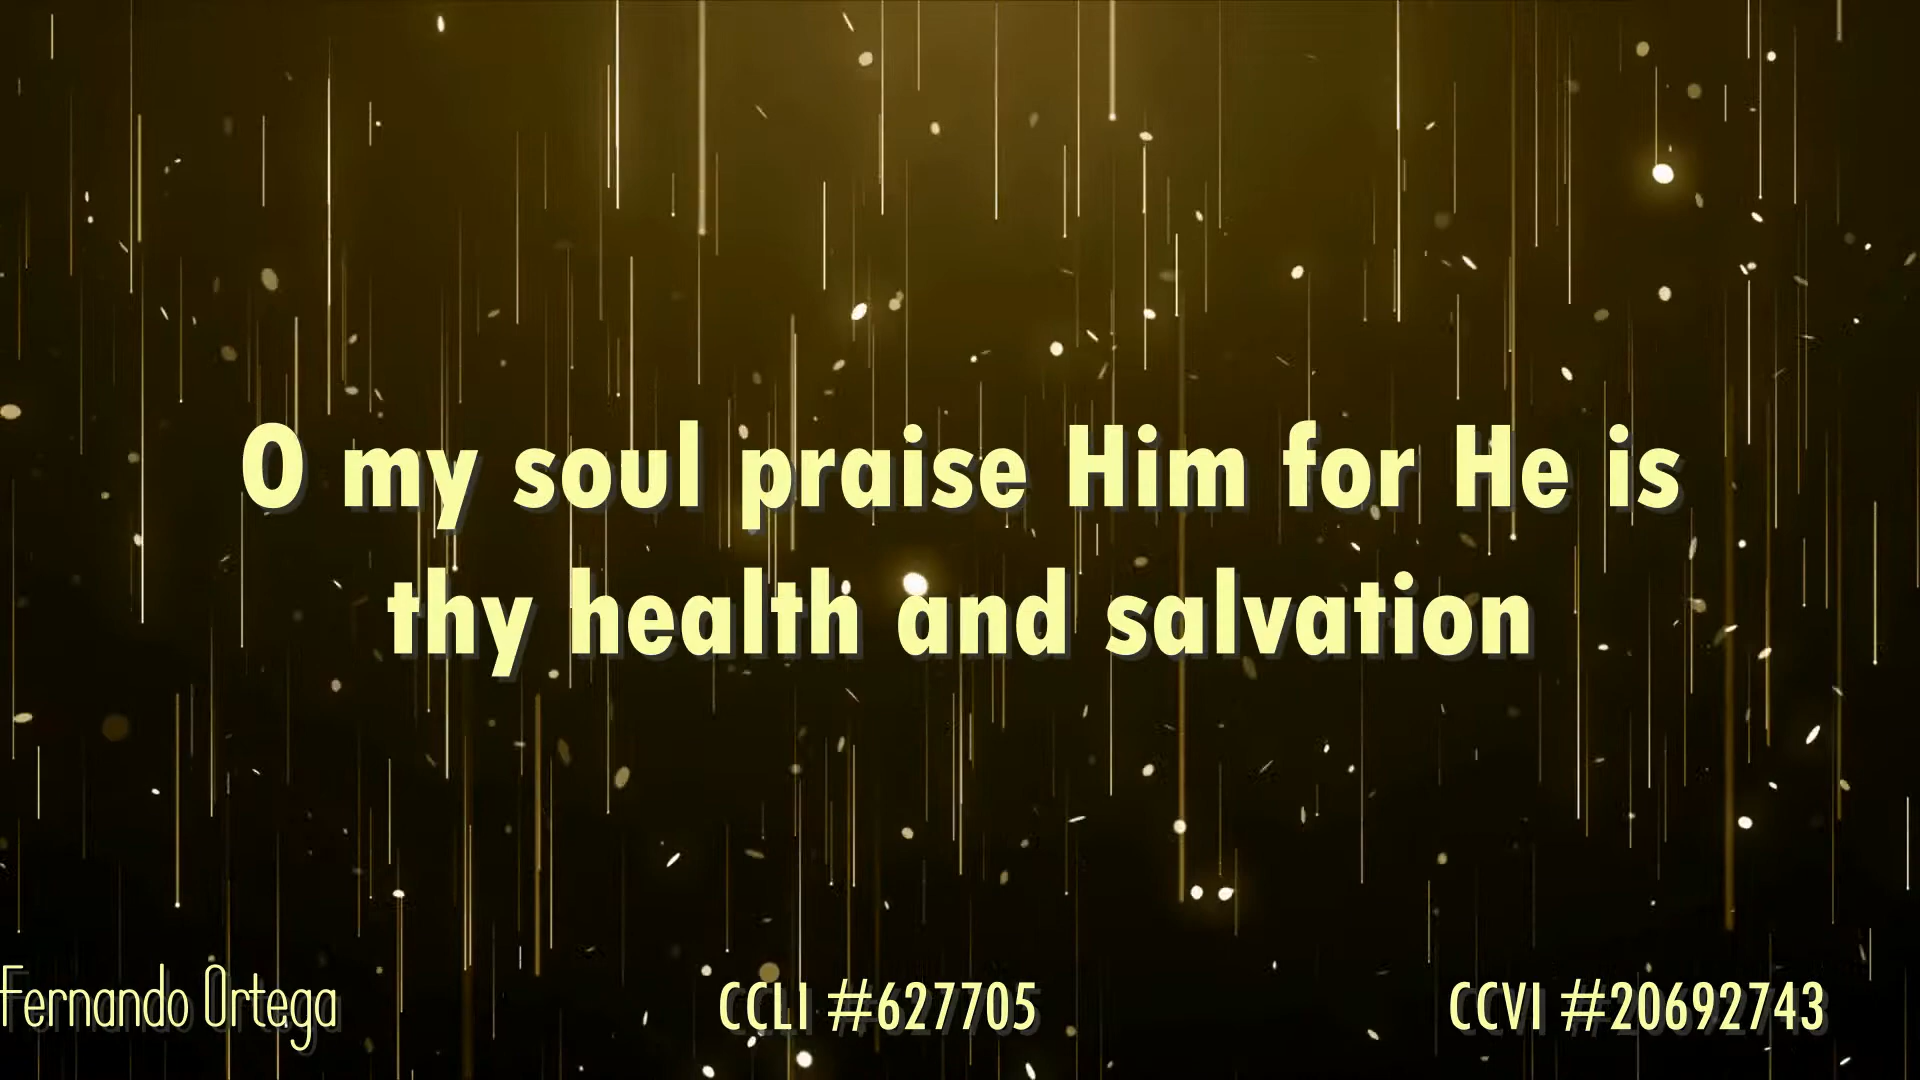 O my soul praise Him for He is
thy health and salvation
Fernando Ortega
CCLI #627705
CCVI #20692743